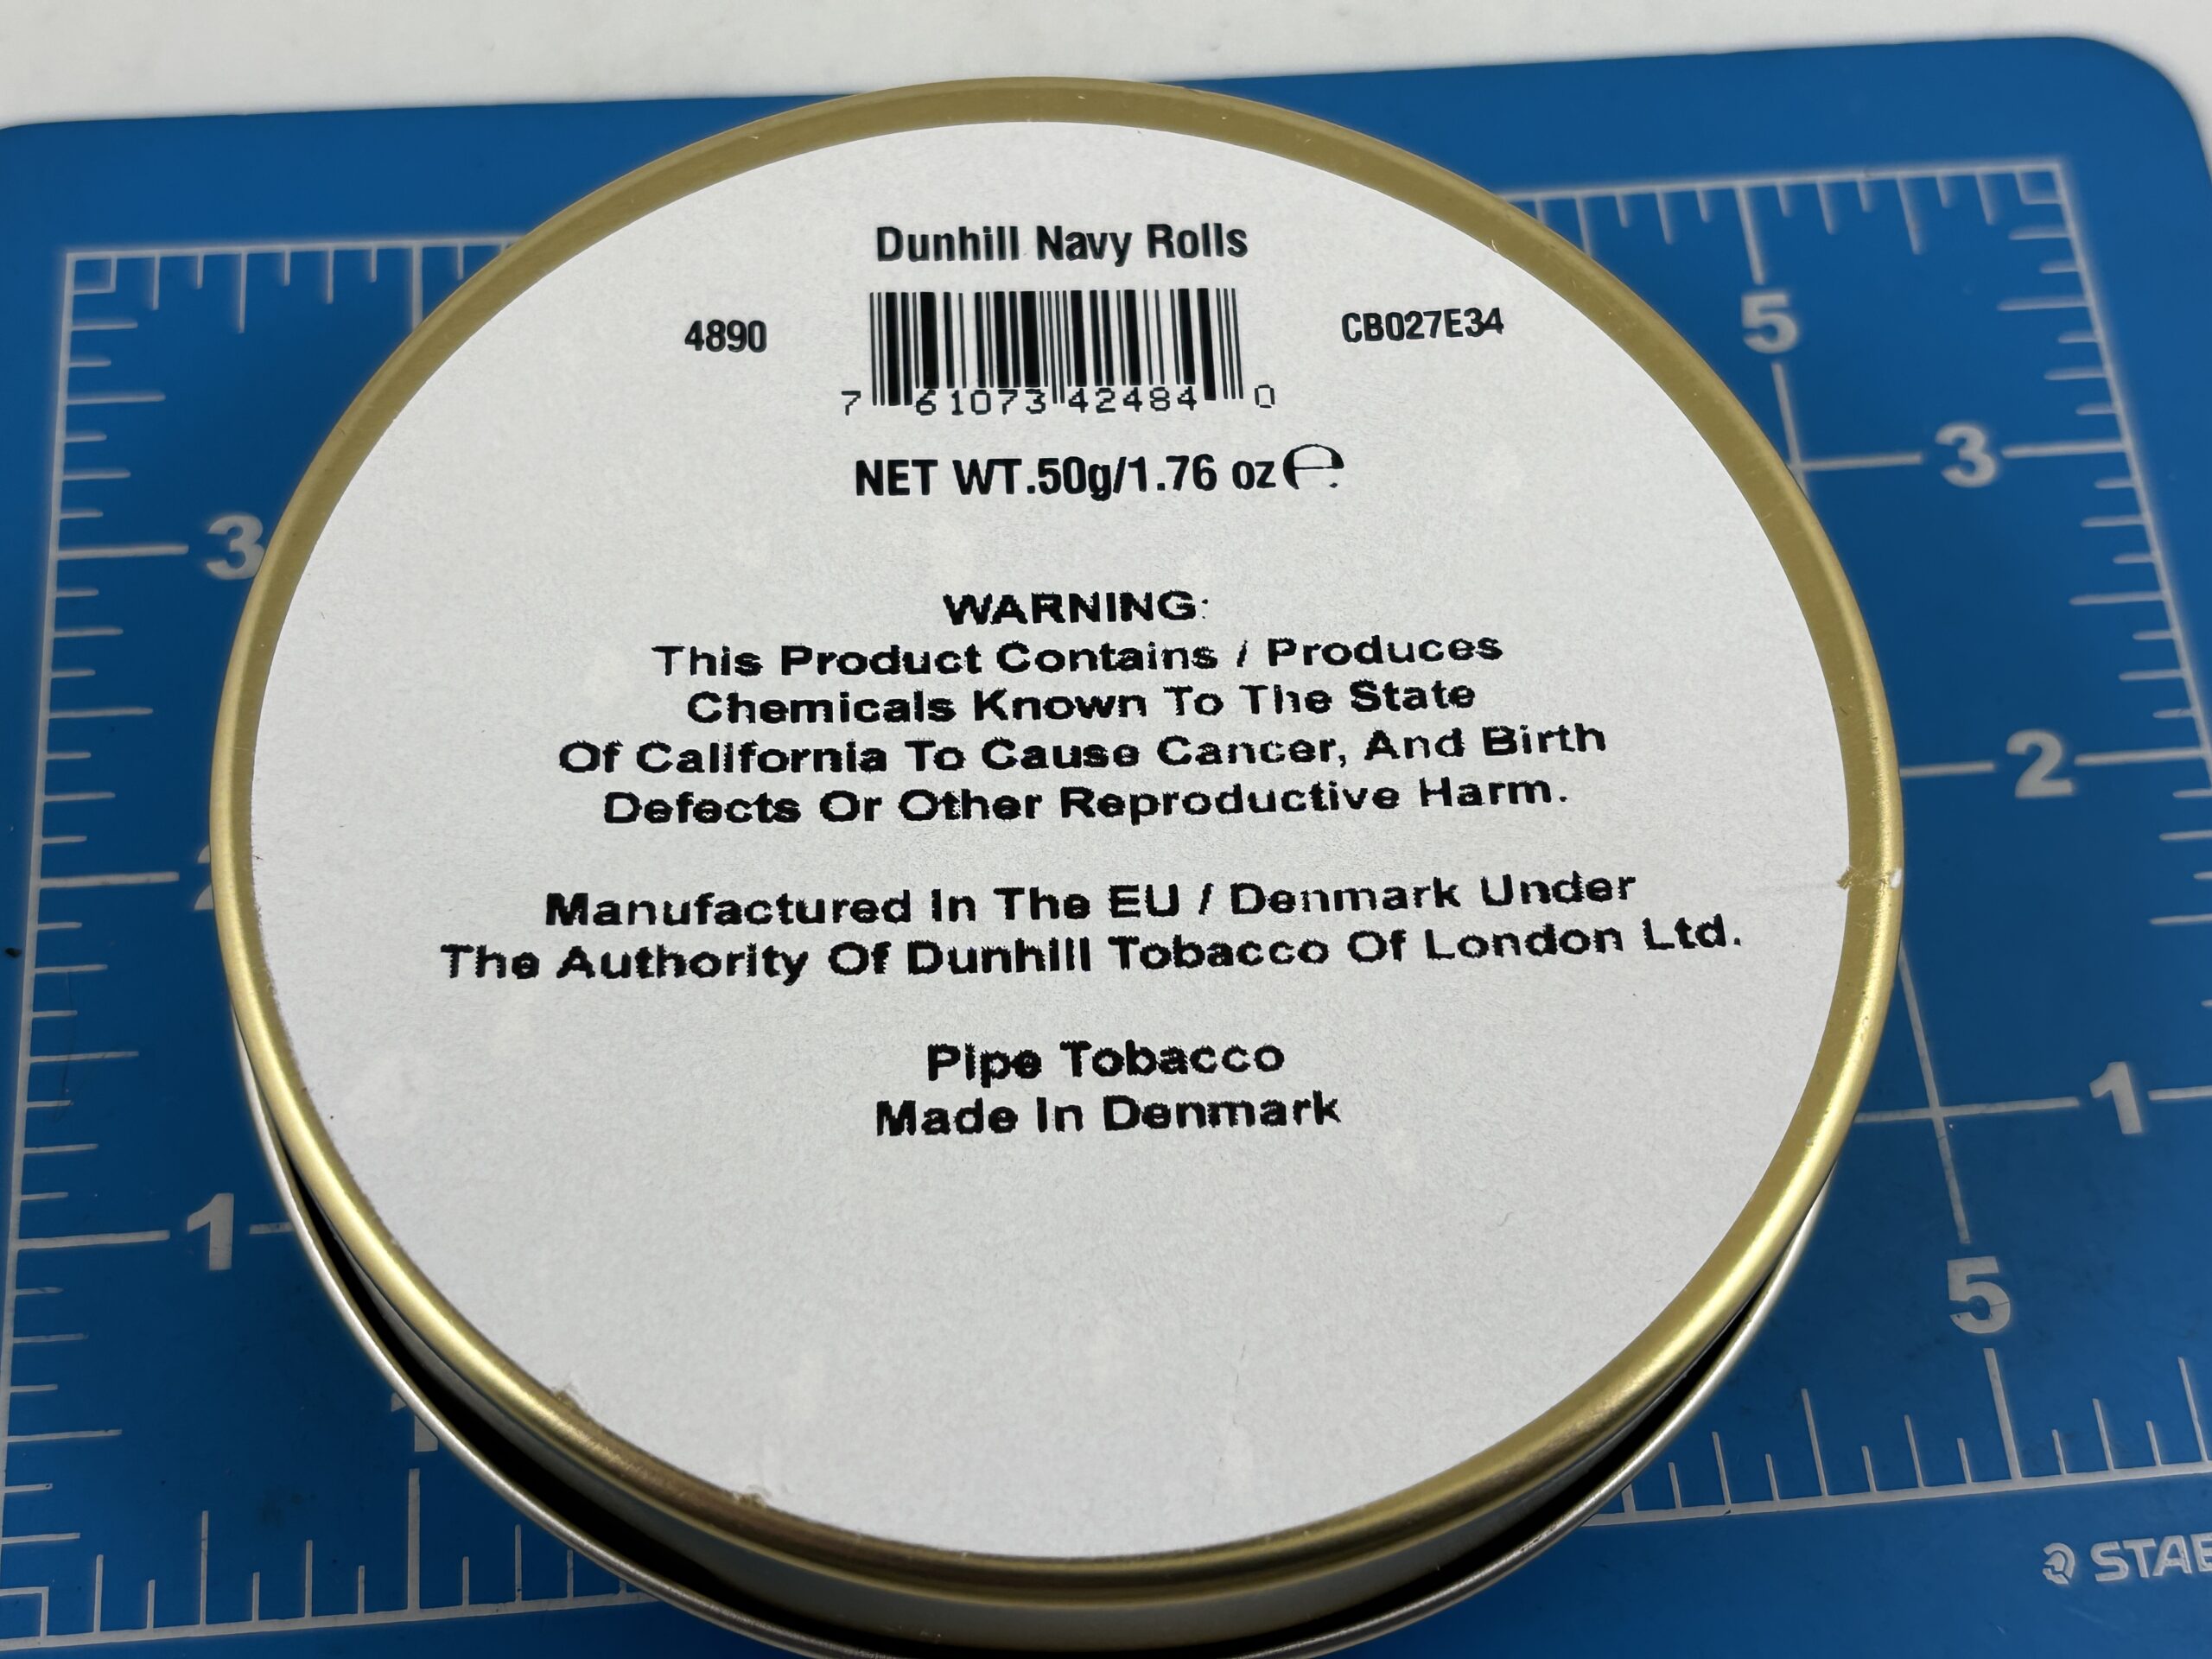 Dunhill Navy Rolls
4890
CB027E34
7 61073 42484 0
NET WT.50g/1.76 oz ℮
WARNING:
This Product Contains / Produces
Chemicals Known To The State
Of California To Cause Cancer, And Birth
Defects Or Other Reproductive Harm.
Manufactured In The EU / Denmark Under
The Authority Of Dunhill Tobacco Of London Ltd.
Pipe Tobacco
Made In Denmark
5
3
3
2
1
1
5